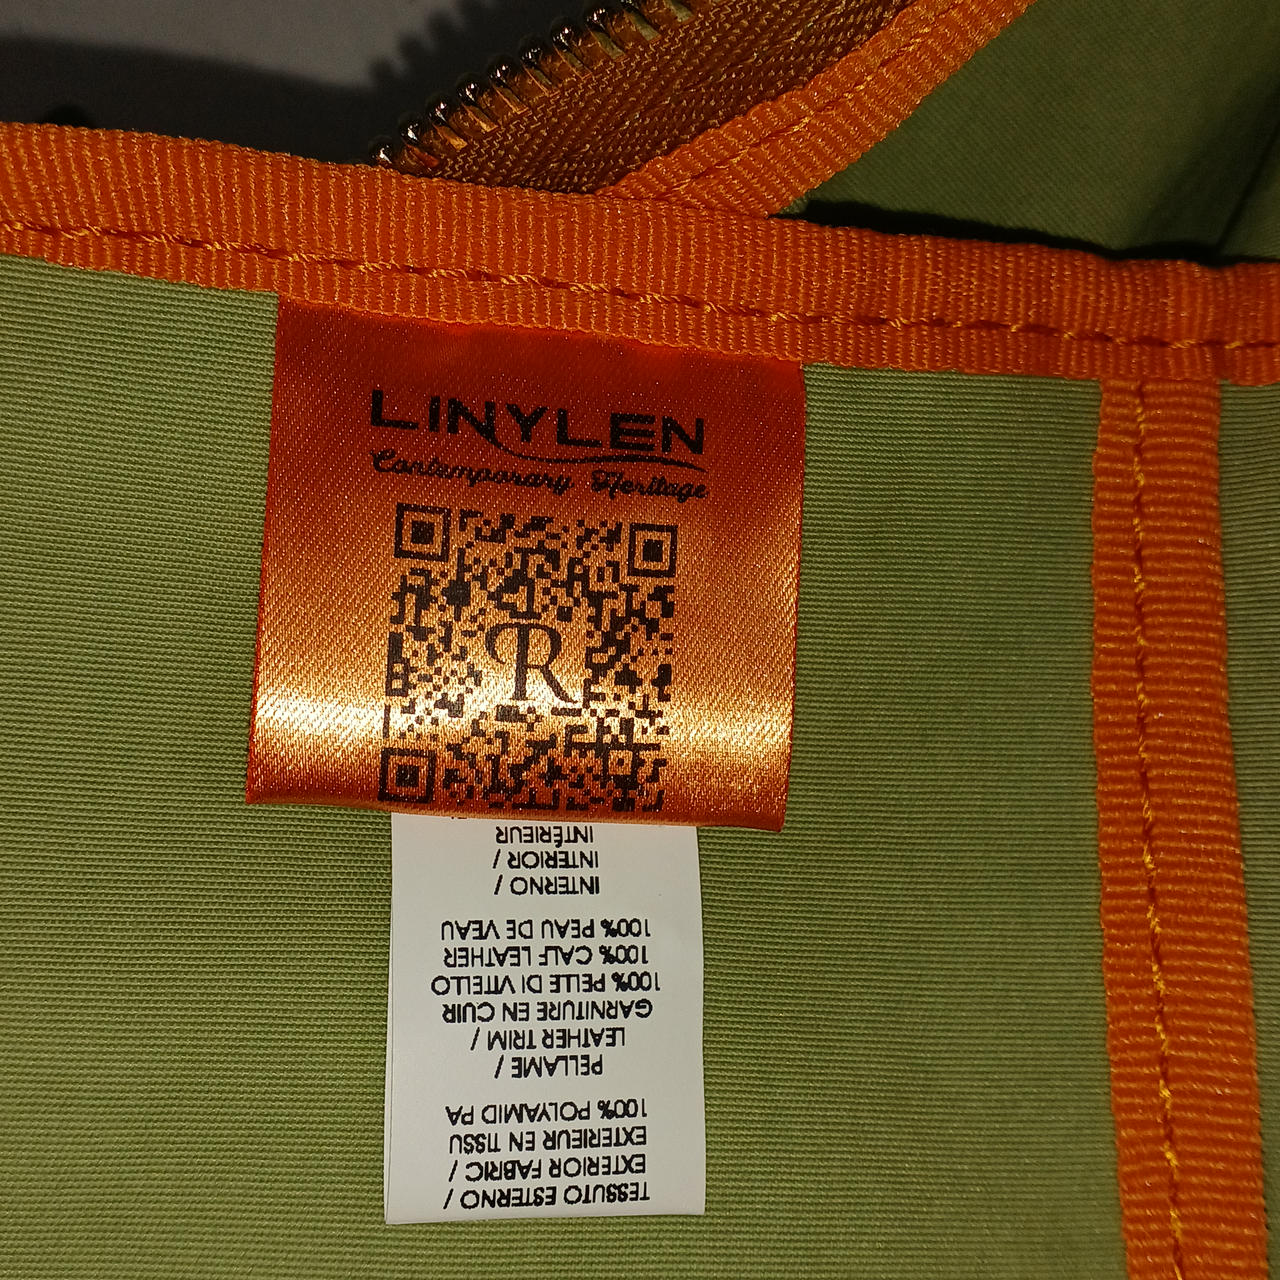 LINYLEN
Contemporary Heritage
R
TESSUTO ESTERNO /
EXTERIOR FABRIC /
EXTERIEUR EN TISSU
100% POLYAMID PA
PELLAME /
LEATHER TRIM /
GARNITURE EN CUIR
100% PELLE DI VITELLO
100% CALF LEATHER
100% PEAU DE VEAU
INTERNO /
INTERIOR /
INTÉRIEUR